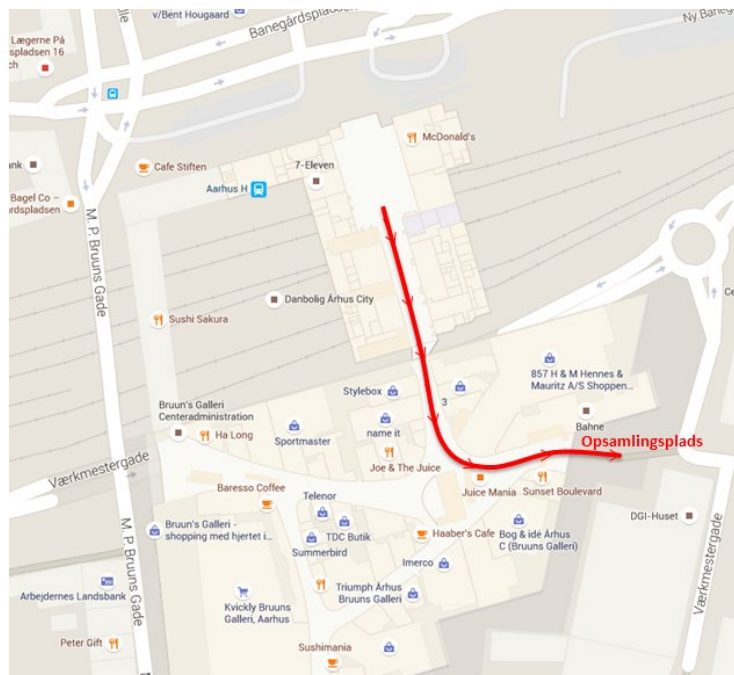 v/Bent Hougaard
Banegårdspladsen
Ny Baneg
Lægerne På
spladsen 16
ch
McDonald's
7-Eleven
Cafe Stiften
ank
Aarhus H
Bagel Co –
rdspladsen
M. P. Bruuns Gade
Danbolig Århus City
Ce
Sushi Sakura
857 H & M Hennes &
Mauritz A/S Shoppen...
Stylebox
3
Bruun's Galleri
Centeradministration
Bahne
Ha Long
Sportmaster
name it
Opsamlingsplads
Joe & The Juice
Værkmestergade
Baresso Coffee
Juice Mania
Sunset Boulevard
Telenor
DGI-Huset
Bruun's Galleri -
shopping med hjertet i...
TDC Butik
Haaber's Cafe
Bog & idé Århus
C (Bruuns Galleri)
Summerbird
Imerco
M. P. Bruuns Gade
Værkmestergade
Arbejdernes Landsbank
Kvickly Bruuns
Galleri, Aarhus
Triumph Århus
Bruuns Galleri
Peter Gift
Sushimania